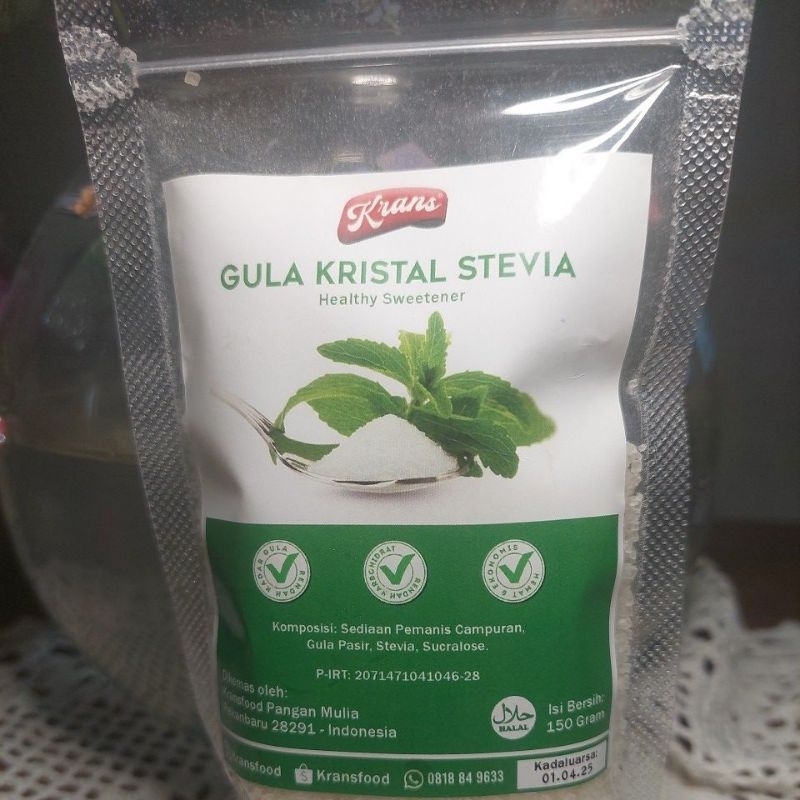 Krans
GULA KRISTAL STEVIA
Healthy Sweetener
RENDAH KADAR GULA
RENDAH KARBOHIDRAT
HEMAT & EKONOMIS
Komposisi: Sediaan Pemanis Campuran,
Gula Pasir, Stevia, Sucralose.
P-IRT: 2071471041046-28
Dikemas oleh:
Kransfood Pangan Mulia
Pekanbaru 28291 - Indonesia
حلال
HALAL
Isi Bersih:
150 Gram
Kransfood
Kransfood
0818 84 9633
Kadaluarsa:
01.04.25